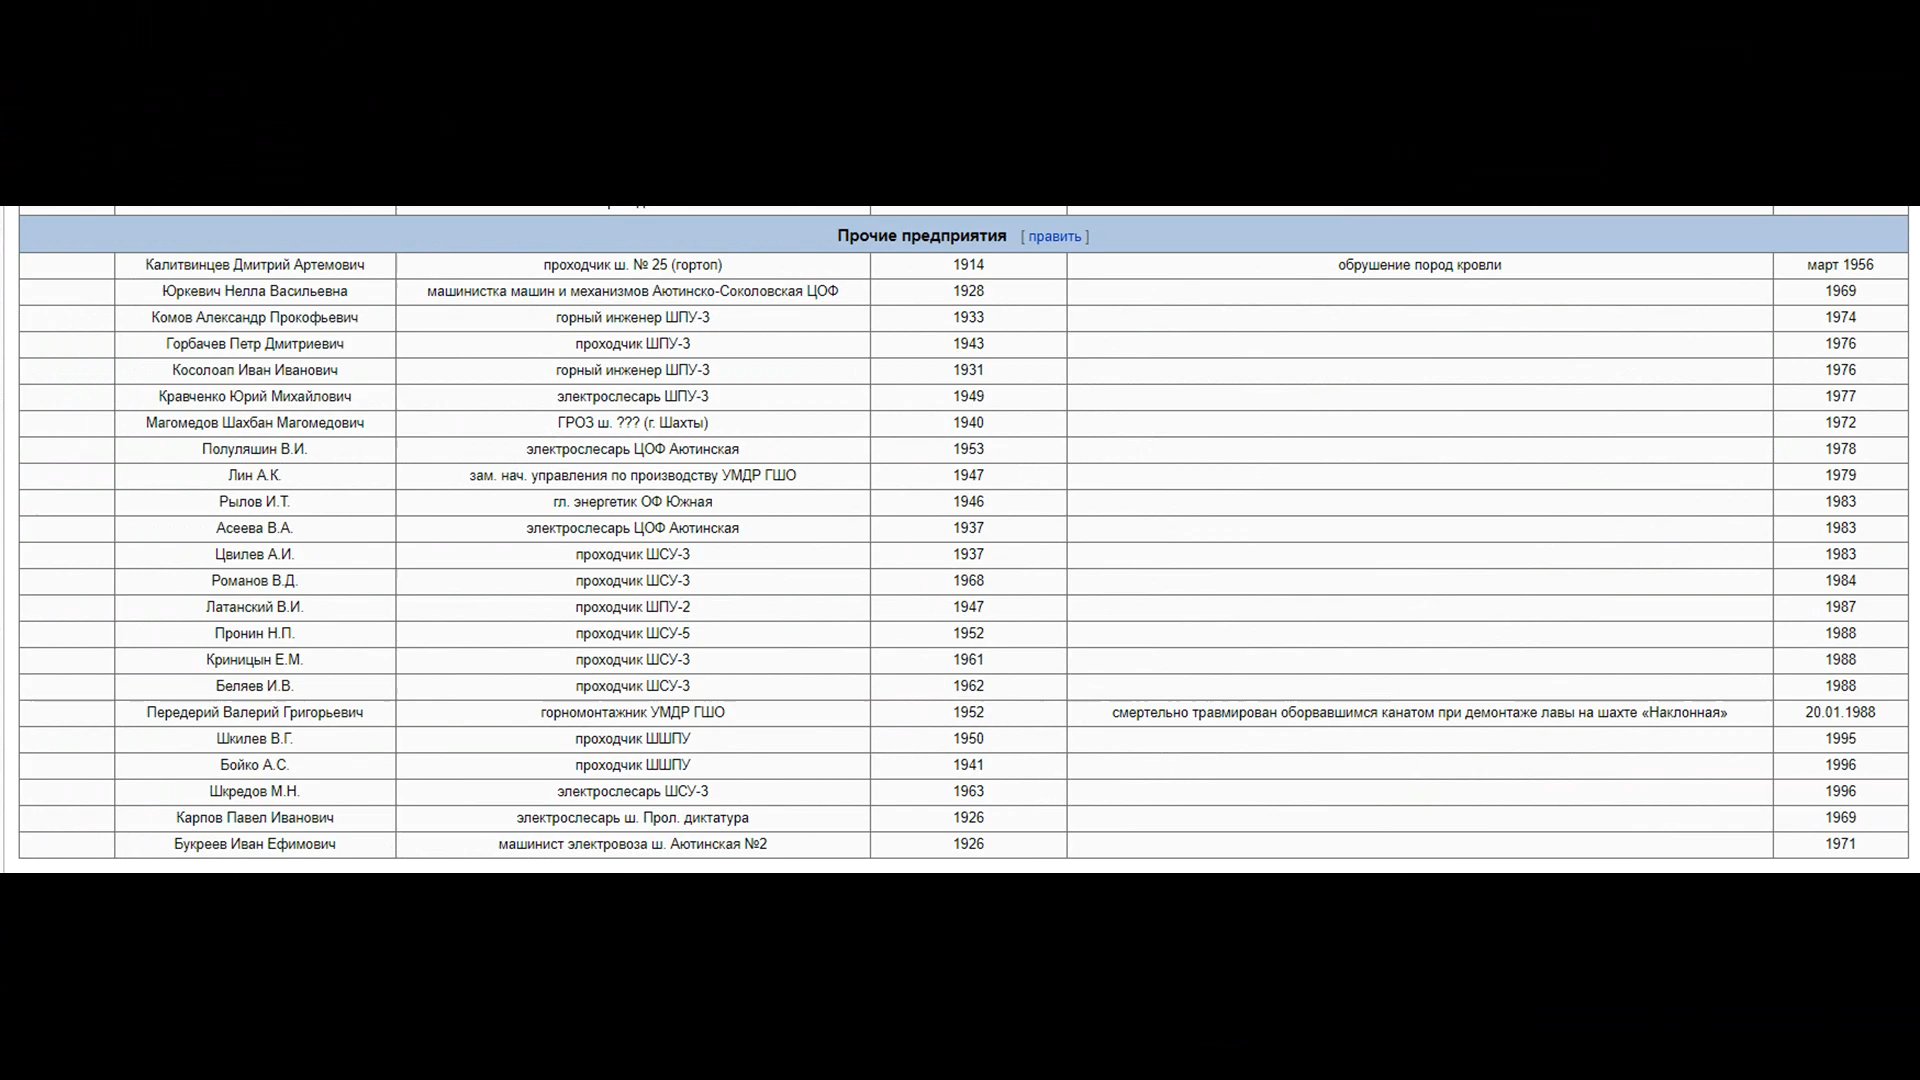 Прочие предприятия [ править ]
Калитвинцев Дмитрий Артемович проходчик ш. № 25 (гортоп) 1914 обрушение пород кровли март 1956
Юркевич Нелла Васильевна машинистка машин и механизмов Аютинско-Соколовская ЦОФ 1928 1969
Комов Александр Прокофьевич горный инженер ШПУ-3 1933 1974
Горбачев Петр Дмитриевич проходчик ШПУ-3 1943 1976
Косолоап Иван Иванович горный инженер ШПУ-3 1931 1976
Кравченко Юрий Михайлович электрослесарь ШПУ-3 1949 1977
Магомедов Шахбан Магомедович ГРОЗ ш. ??? (г. Шахты) 1940 1972
Полуляшин В.И. электрослесарь ЦОФ Аютинская 1953 1978
Лин А.К. зам. нач. управления по производству УМДР ГШО 1947 1979
Рылов И.Т. гл. энергетик ОФ Южная 1946 1983
Асеева В.А. электрослесарь ЦОФ Аютинская 1937 1983
Цвилев А.И. проходчик ШСУ-3 1937 1983
Романов В.Д. проходчик ШСУ-3 1968 1984
Латанский В.И. проходчик ШПУ-2 1947 1987
Пронин Н.П. проходчик ШСУ-5 1952 1988
Криницын Е.М. проходчик ШСУ-3 1961 1988
Беляев И.В. проходчик ШСУ-3 1962 1988
Передерий Валерий Григорьевич горномонтажник УМДР ГШО 1952 смертельно травмирован оборвавшимся канатом при демонтаже лавы на шахте «Наклонная» 20.01.1988
Шкилев В.Г. проходчик ШШПУ 1950 1995
Бойко А.С. проходчик ШШПУ 1941 1996
Шкредов М.Н. электрослесарь ШСУ-3 1963 1996
Карпов Павел Иванович электрослесарь ш. Прол. диктатура 1926 1969
Букреев Иван Ефимович машинист электровоза ш. Аютинская №2 1926 1971